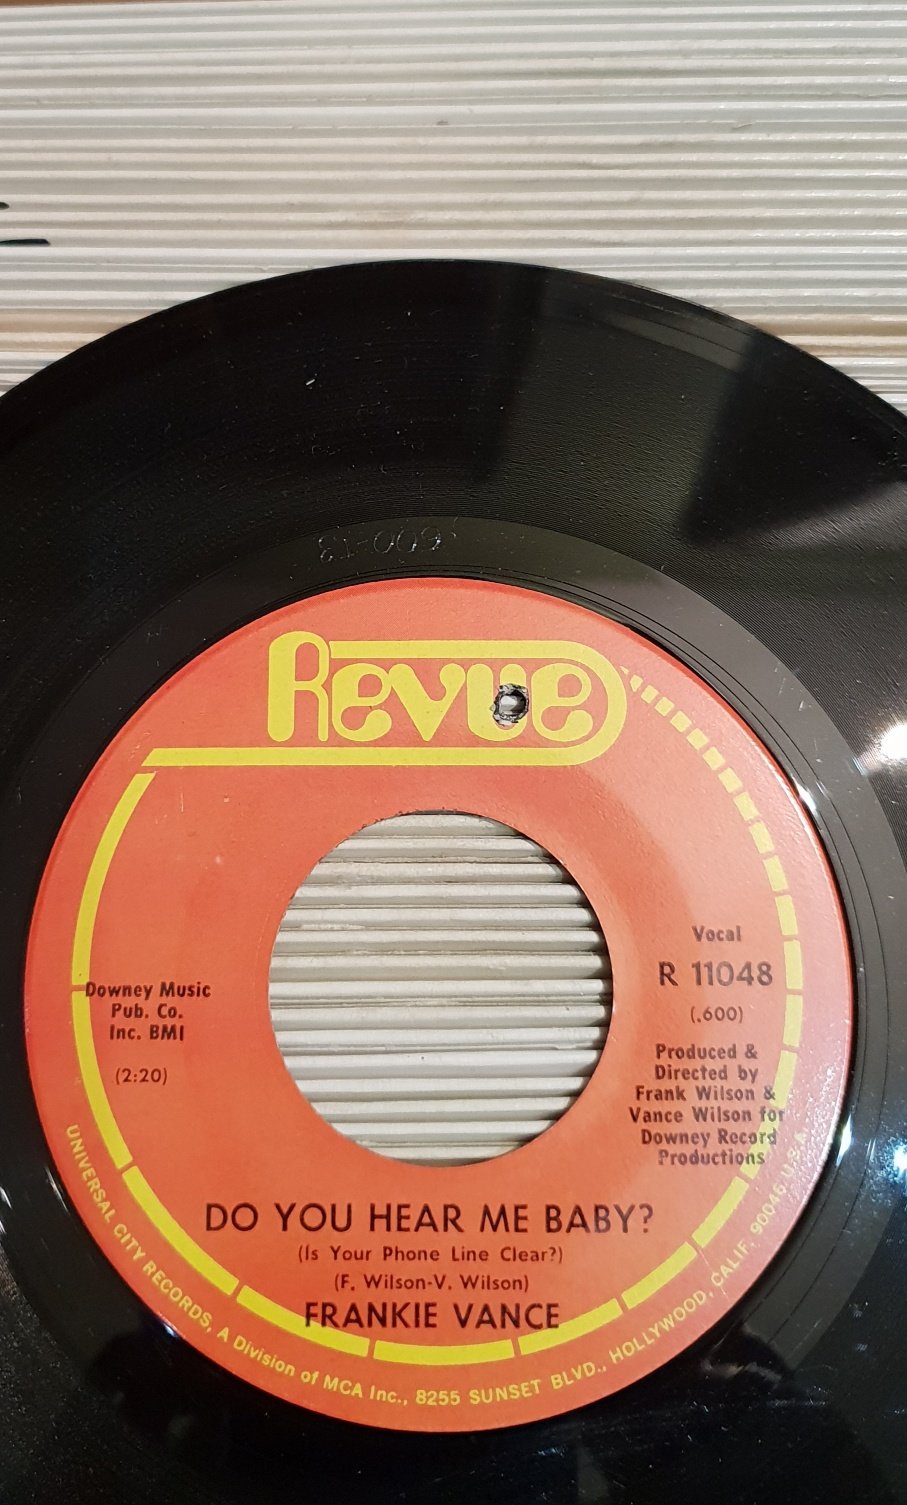 Revue
Vocal
R 11048
(.600)
Produced &
Directed by
Frank Wilson &
Vance Wilson for
Downey Record
Productions
Downey Music
Pub. Co.
Inc. BMI
(2:20)
DO YOU HEAR ME BABY?
(Is Your Phone Line Clear?)
(F. Wilson-V. Wilson)
FRANKIE VANCE
UNIVERSAL CITY RECORDS, A Division of MCA Inc., 8255 SUNSET BLVD., HOLLYWOOD, CALIF. 90046 U.S.A.